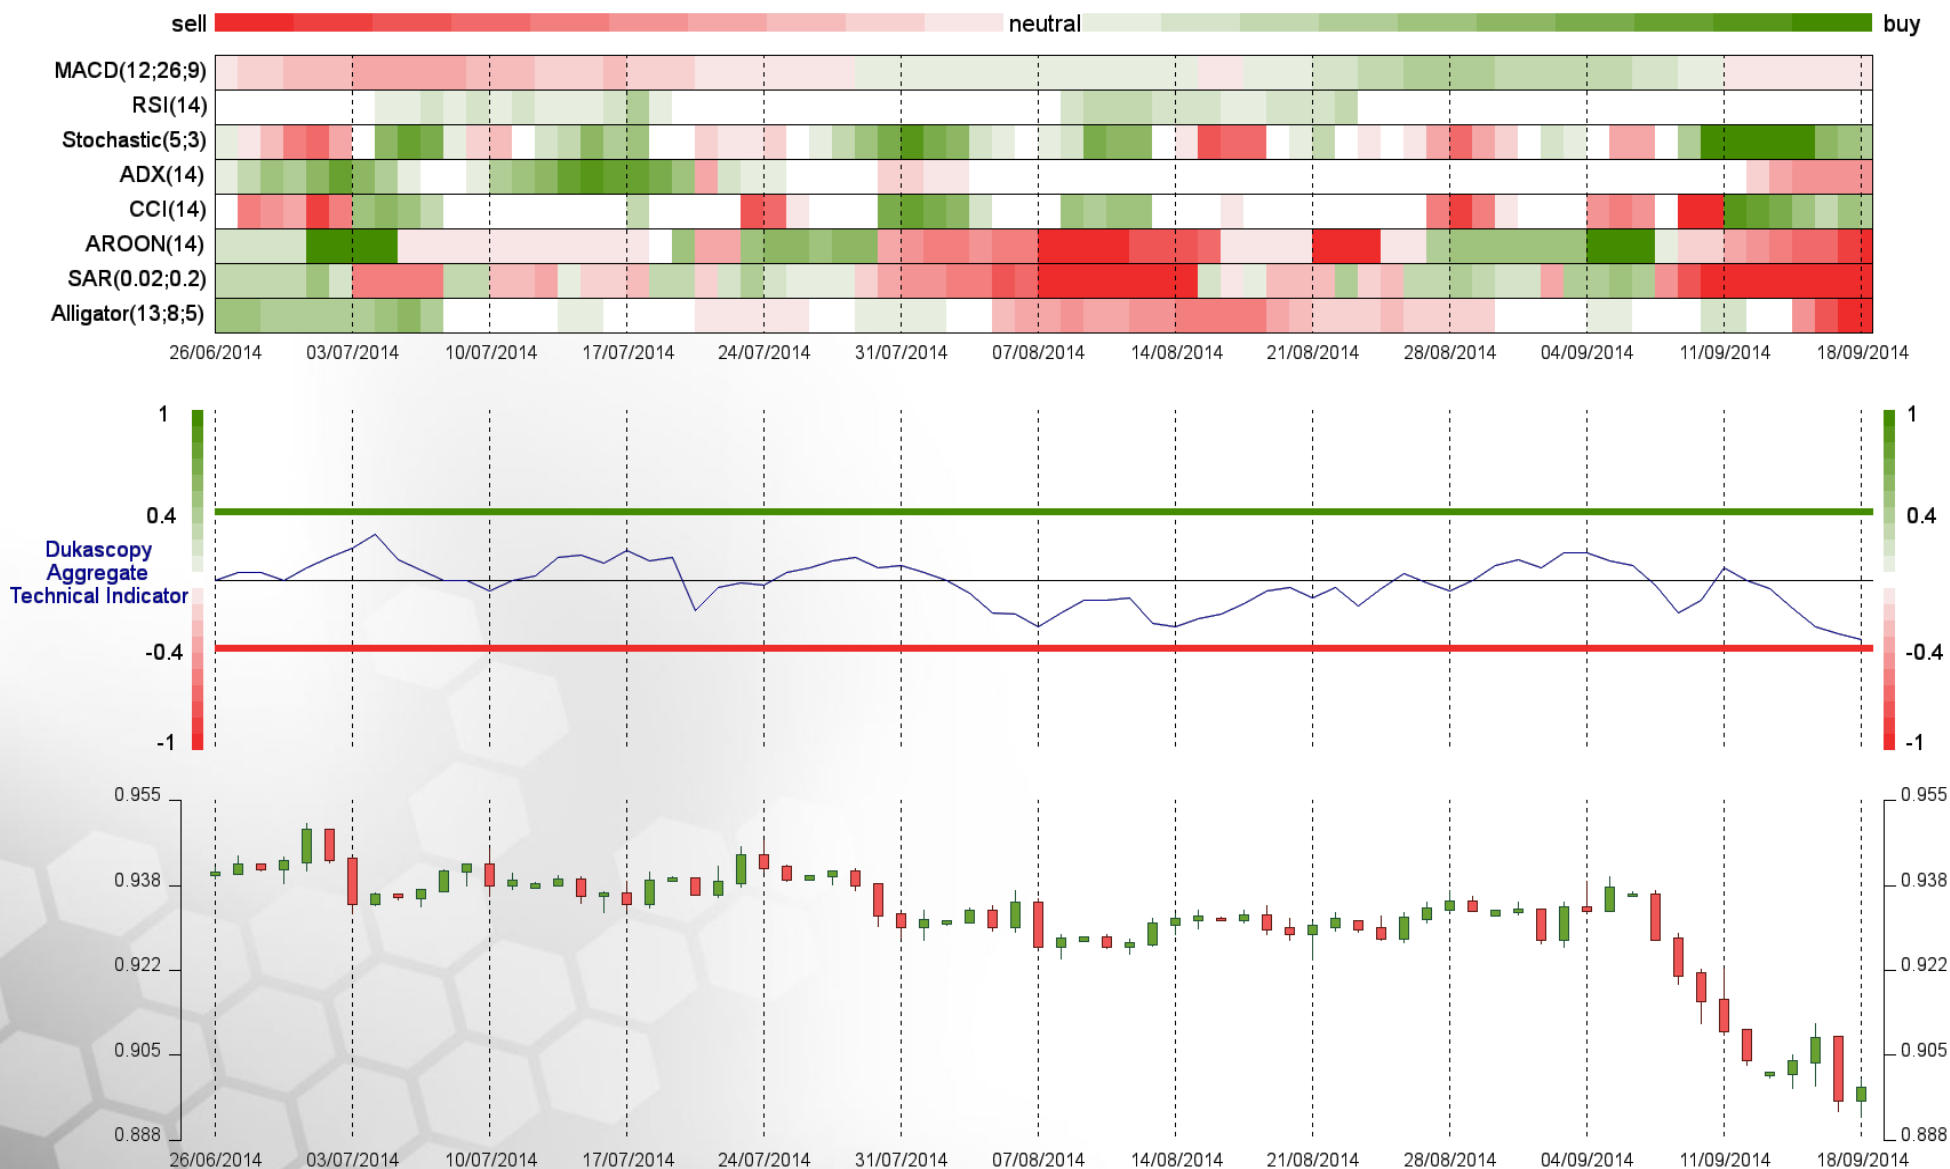 sell neutral buy
MACD(12;26;9)
RSI(14)
Stochastic(5;3)
ADX(14)
CCI(14)
AROON(14)
SAR(0.02;0.2)
Alligator(13;8;5)
26/06/2014 03/07/2014 10/07/2014 17/07/2014 24/07/2014 31/07/2014 07/08/2014 14/08/2014 21/08/2014 28/08/2014 04/09/2014 11/09/2014 18/09/2014
1 1
0.4 0.4
Dukascopy
Aggregate
Technical Indicator
-0.4 -0.4
-1 -1
0.955 0.955
0.938 0.938
0.922 0.922
0.905 0.905
0.888 0.888
26/06/2014 03/07/2014 10/07/2014 17/07/2014 24/07/2014 31/07/2014 07/08/2014 14/08/2014 21/08/2014 28/08/2014 04/09/2014 11/09/2014 18/09/2014